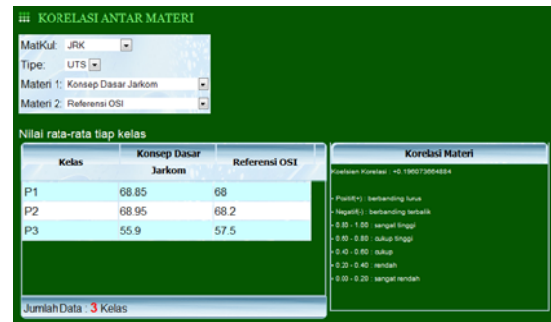 KORELASI ANTAR MATERI
MatKul: JRK
Tipe: UTS
Materi 1: Konsep Dasar Jarkom
Materi 2: Referensi OSI
Nilai rata-rata tiap kelas
Kelas Konsep Dasar Jarkom Referensi OSI
P1 68.85 68
P2 68.95 68.2
P3 55.9 57.5
Jumlah Data : 3 Kelas
Korelasi Materi
Koefisien Korelasi : +0.196073664884
- Positif(+) : berbanding lurus
- Negatif(-) : berbanding terbalik
- 0.80 - 1.00 : sangat tinggi
- 0.60 - 0.80 : cukup tinggi
- 0.40 - 0.60 : cukup
- 0.20 - 0.40 : rendah
- 0.00 - 0.20 : sangat rendah